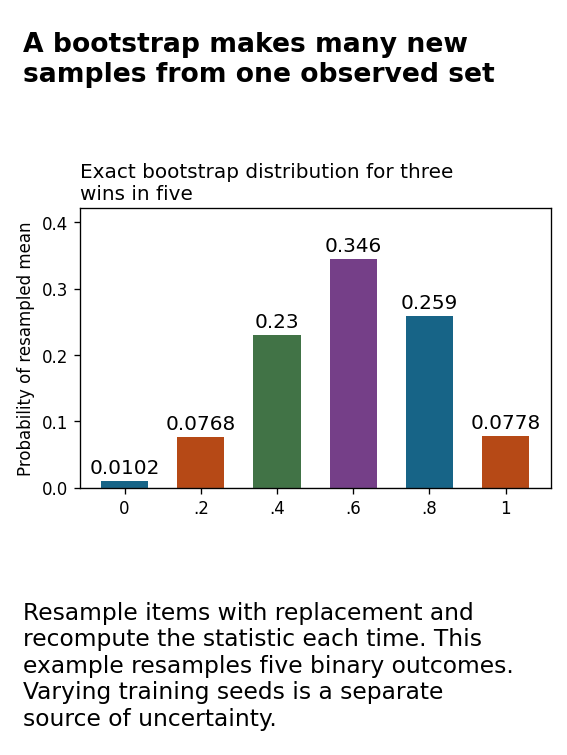 A bootstrap makes many new
samples from one observed set
Exact bootstrap distribution for three
wins in five
Probability of resampled mean
0.4
0.3
0.2
0.1
0.0
0.0102
0.0768
0.23
0.346
0.259
0.0778
0
.2
.4
.6
.8
1
Resample items with replacement and
recompute the statistic each time. This
example resamples five binary outcomes.
Varying training seeds is a separate
source of uncertainty.